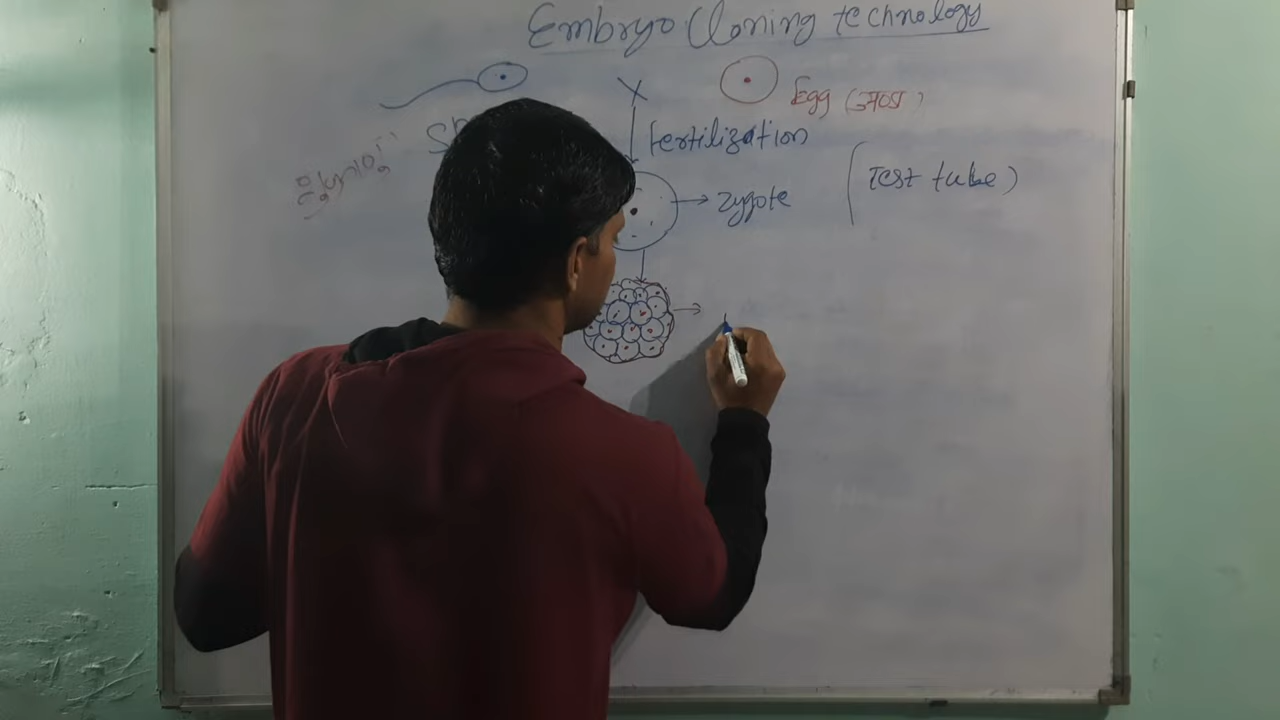 Embryo Cloning technology
X
Egg (अण्डा)
SP
fertilization
(Test tube)
zygote